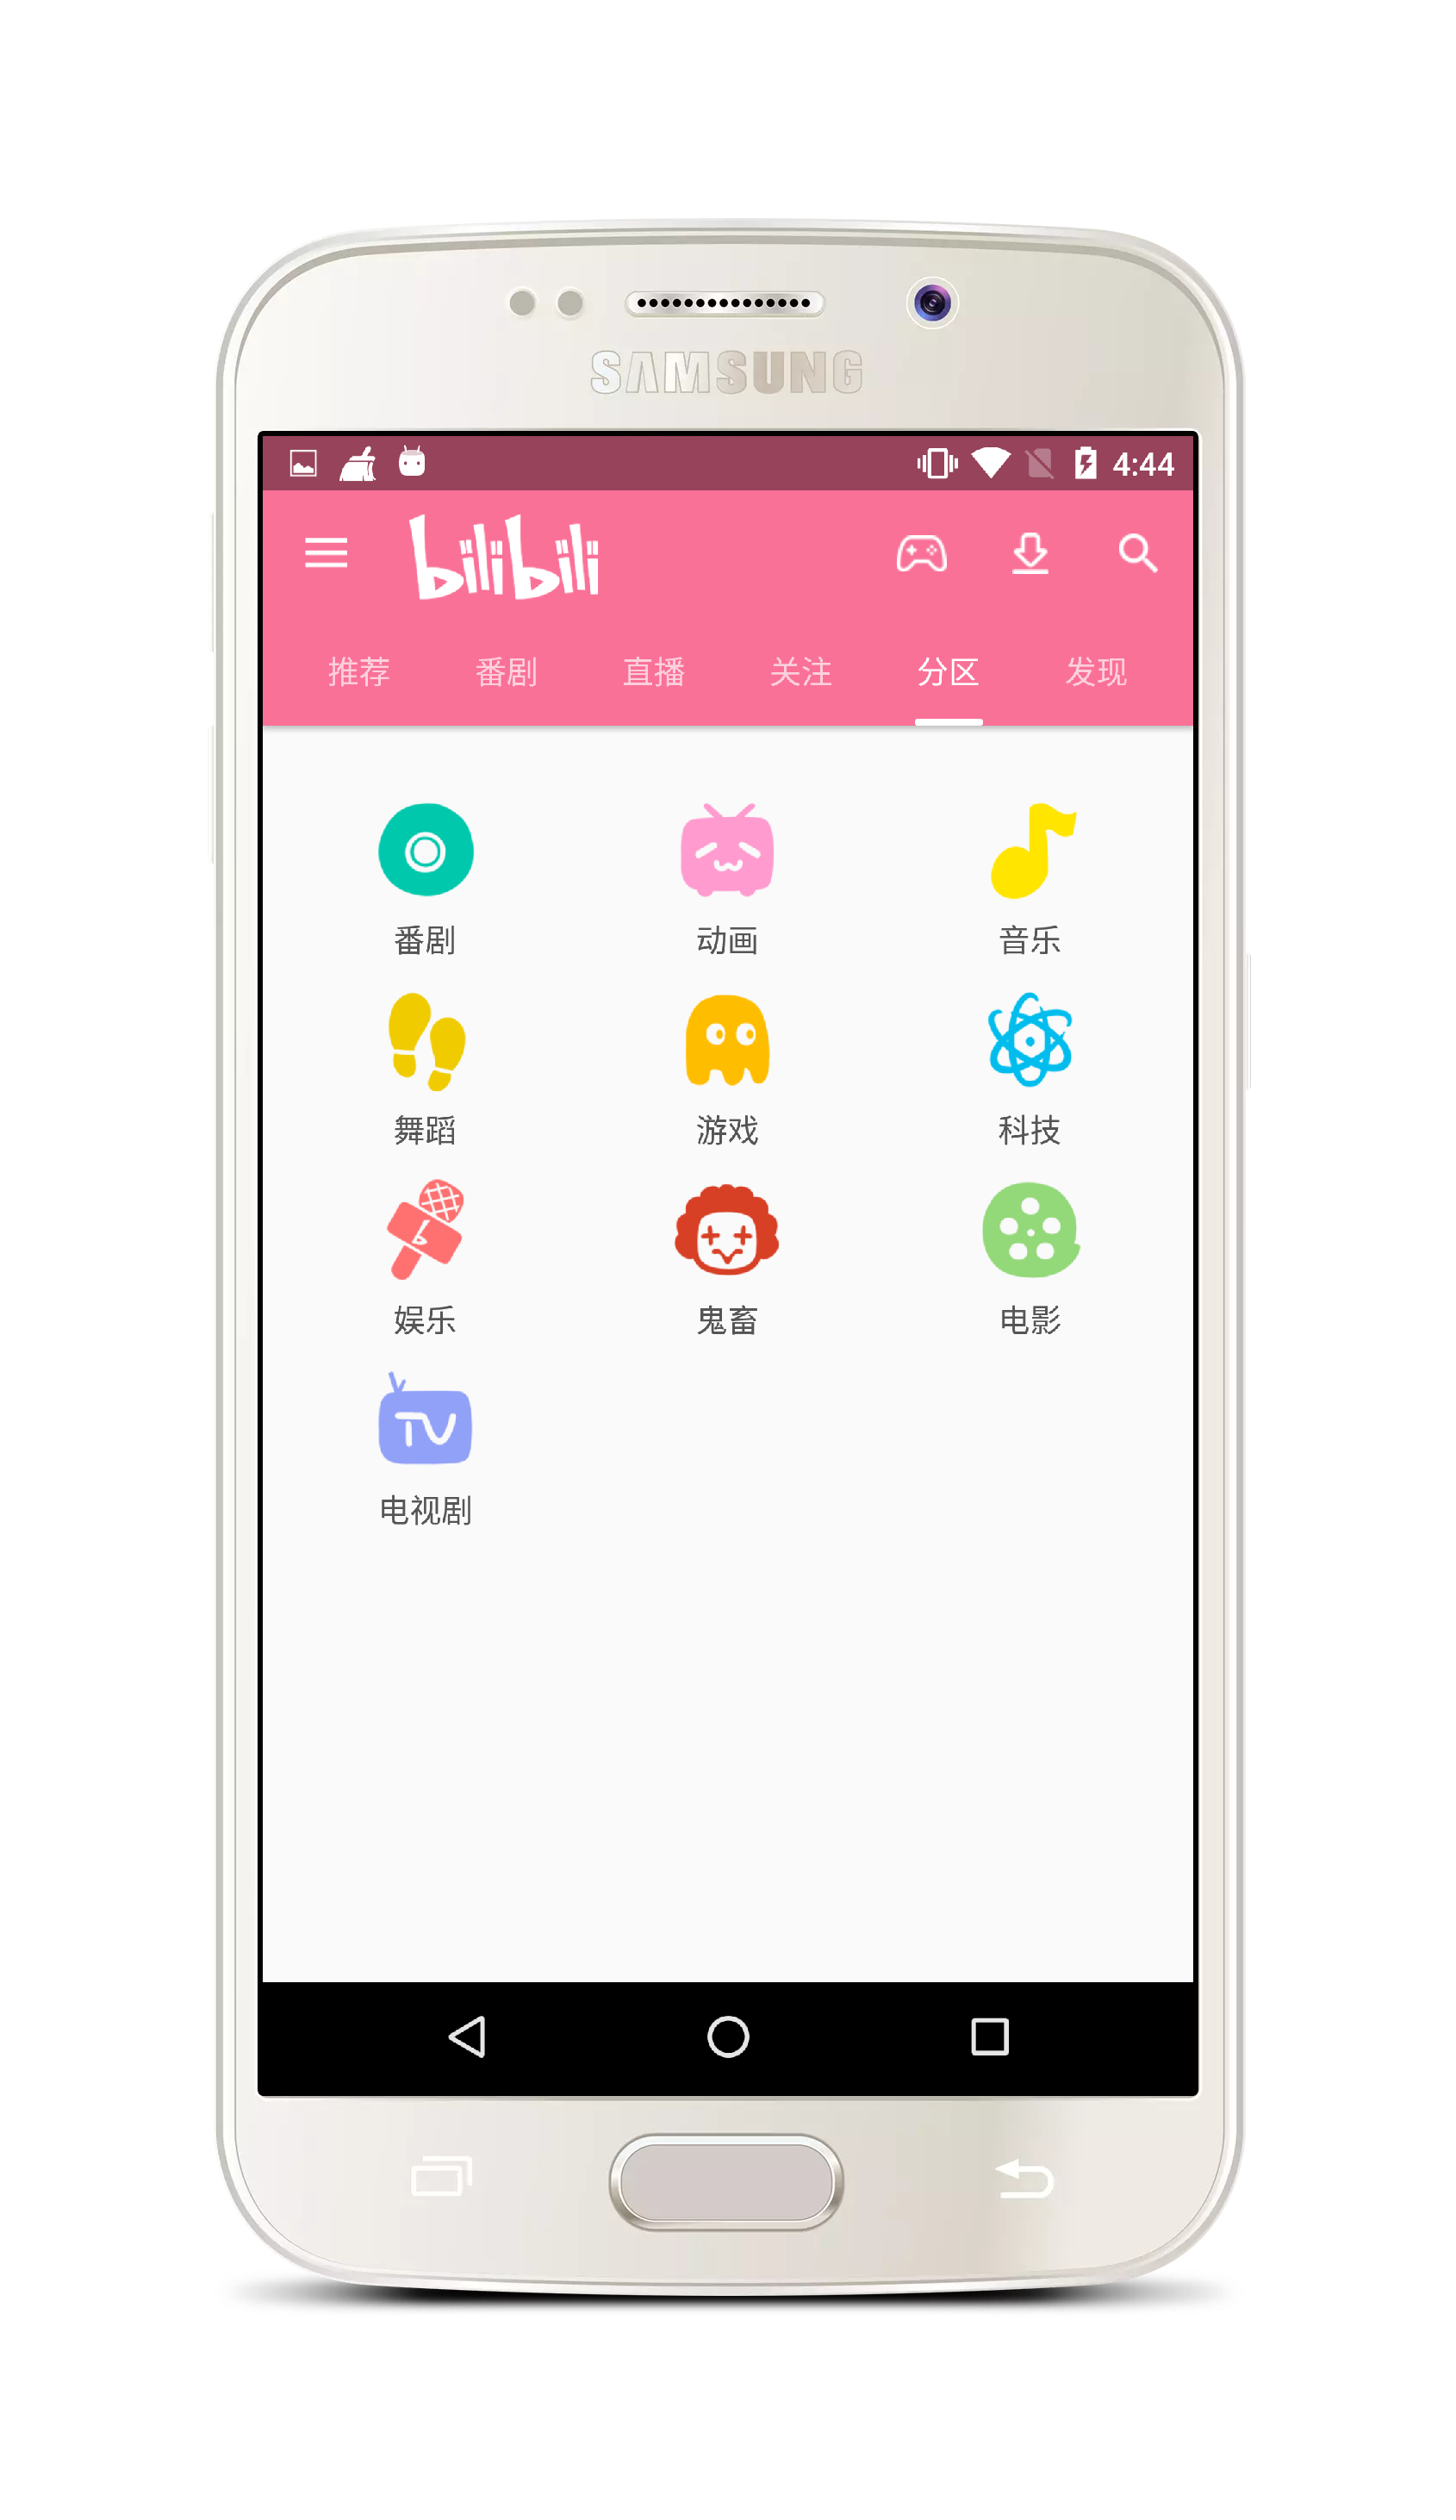 SAMSUNG
4:44
bilibili
推荐 番剧 直播 关注 分区 发现
番剧 动画 音乐
舞蹈 游戏 科技
娱乐 鬼畜 电影
TV
电视剧